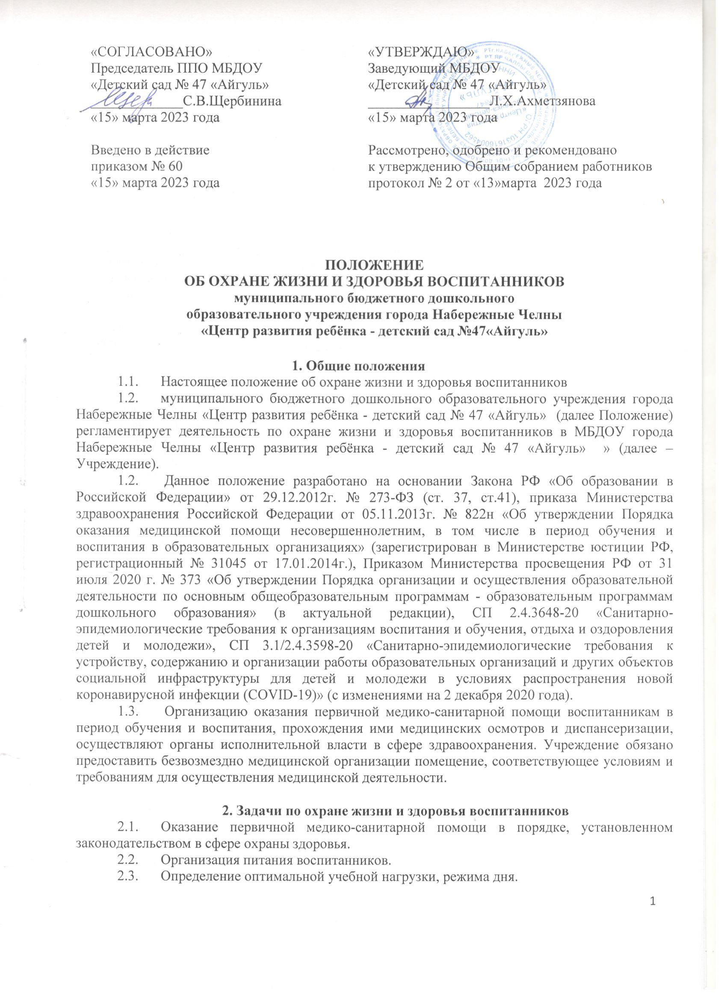 «СОГЛАСОВАНО»
Председатель ППО МБДОУ
«Детский сад № 47 «Айгуль»
_____________С.В.Щербинина
«15» марта 2023 года
Введено в действие
приказом № 60
«15» марта 2023 года
«УТВЕРЖДАЮ»
Заведующий МБДОУ
«Детский сад № 47 «Айгуль»
_________________Л.Х.Ахметзянова
«15» марта 2023 года
Рассмотрено, одобрено и рекомендовано
к утверждению Общим собранием работников
протокол № 2 от «13»марта 2023 года
ОГРН 1031616004562
ПОЛОЖЕНИЕ
ОБ ОХРАНЕ ЖИЗНИ И ЗДОРОВЬЯ ВОСПИТАННИКОВ
муниципального бюджетного дошкольного
образовательного учреждения города Набережные Челны
«Центр развития ребёнка - детский сад №47«Айгуль»
1. Общие положения
1.1. Настоящее положение об охране жизни и здоровья воспитанников
1.2. муниципального бюджетного дошкольного образовательного учреждения города
Набережные Челны «Центр развития ребёнка - детский сад № 47 «Айгуль» (далее Положение)
регламентирует деятельность по охране жизни и здоровья воспитанников в МБДОУ города
Набережные Челны «Центр развития ребёнка - детский сад № 47 «Айгуль» » (далее –
Учреждение).
1.2. Данное положение разработано на основании Закона РФ «Об образовании в
Российской Федерации» от 29.12.2012г. № 273-ФЗ (ст. 37, ст.41), приказа Министерства
здравоохранения Российской Федерации от 05.11.2013г. № 822н «Об утверждении Порядка
оказания медицинской помощи несовершеннолетним, в том числе в период обучения и
воспитания в образовательных организациях» (зарегистрирован в Министерстве юстиции РФ,
регистрационный № 31045 от 17.01.2014г.), Приказом Министерства просвещения РФ от 31
июля 2020 г. № 373 «Об утверждении Порядка организации и осуществления образовательной
деятельности по основным общеобразовательным программам - образовательным программам
дошкольного образования» (в актуальной редакции), СП 2.4.3648-20 «Санитарно-
эпидемиологические требования к организациям воспитания и обучения, отдыха и оздоровления
детей и молодежи», СП 3.1/2.4.3598-20 «Санитарно-эпидемиологические требования к
устройству, содержанию и организации работы образовательных организаций и других объектов
социальной инфраструктуры для детей и молодежи в условиях распространения новой
коронавирусной инфекции (COVID-19)» (с изменениями на 2 декабря 2020 года).
1.3. Организацию оказания первичной медико-санитарной помощи воспитанникам в
период обучения и воспитания, прохождения ими медицинских осмотров и диспансеризации,
осуществляют органы исполнительной власти в сфере здравоохранения. Учреждение обязано
предоставить безвозмездно медицинской организации помещение, соответствующее условиям и
требованиям для осуществления медицинской деятельности.
2. Задачи по охране жизни и здоровья воспитанников
2.1. Оказание первичной медико-санитарной помощи в порядке, установленном
законодательством в сфере охраны здоровья.
2.2. Организация питания воспитанников.
2.3. Определение оптимальной учебной нагрузки, режима дня.
1